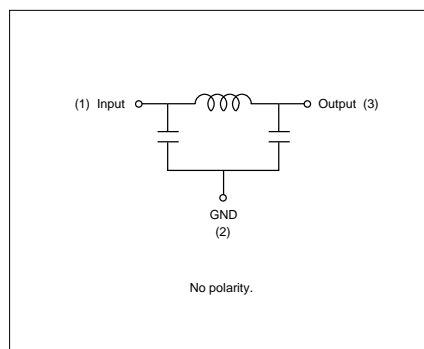 (1) Input Output (3)
GND
(2)
No polarity.